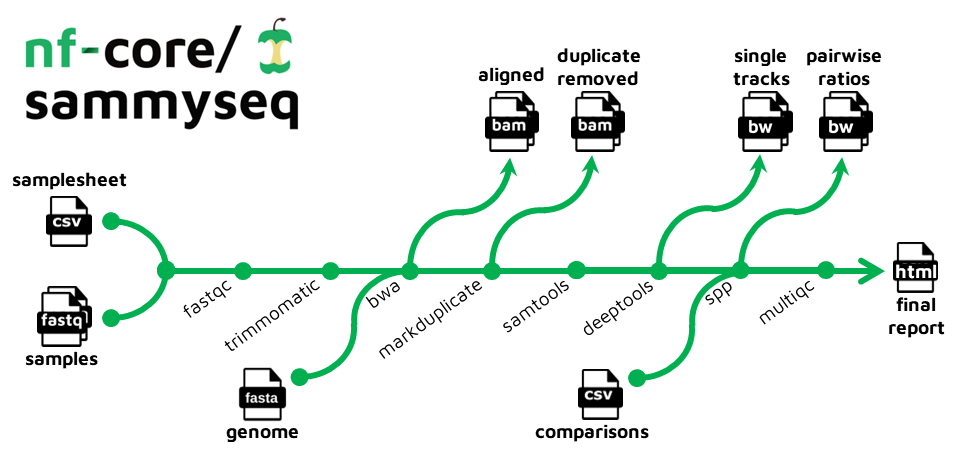 nf-core/
sammyseq
aligned
duplicate
removed
single
tracks
pairwise
ratios
bam
bam
bw
bw
samplesheet
CSV
fastq
samples
fastqc
trimmomatic
bwa
markduplicate
samtools
deeptools
spp
multiqc
html
final
report
fasta
genome
CSV
comparisons